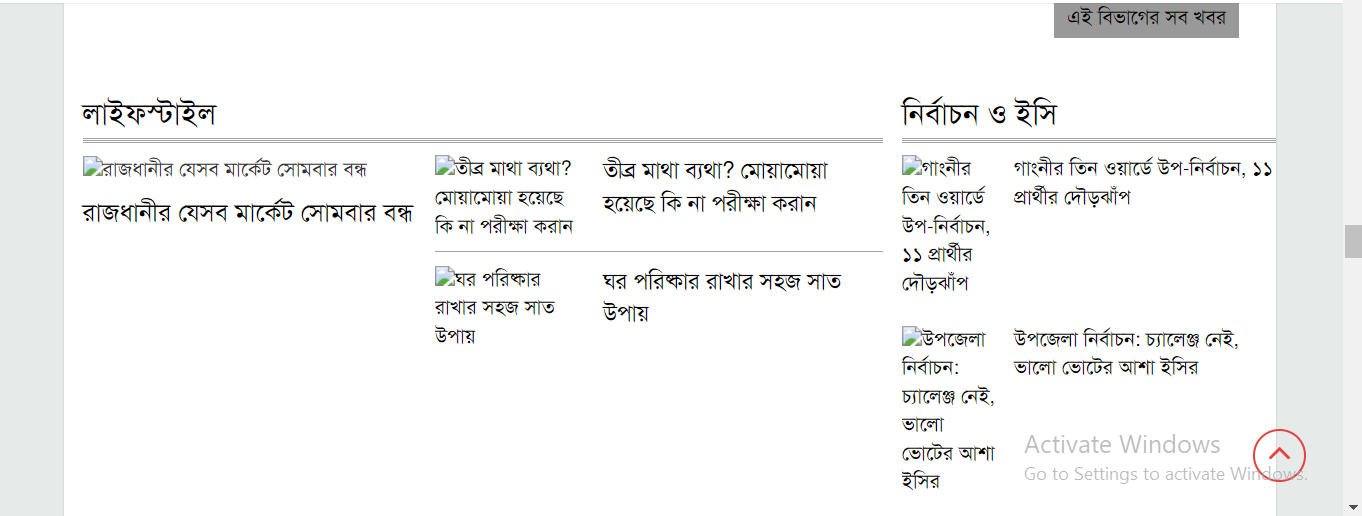 এই বিভাগের সব খবর
লাইফস্টাইল
রাজধানীর যেসব মার্কেট সোমবার বন্ধ
রাজধানীর যেসব মার্কেট সোমবার বন্ধ
তীব্র মাথা ব্যথা?
মোয়ামোয়া হয়েছে
কি না পরীক্ষা করান
তীব্র মাথা ব্যথা? মোয়ামোয়া
হয়েছে কি না পরীক্ষা করান
ঘর পরিষ্কার
রাখার সহজ সাত
উপায়
ঘর পরিষ্কার রাখার সহজ সাত
উপায়
নির্বাচন ও ইসি
গাংনীর
তিন ওয়ার্ডে
উপ-নির্বাচন,
১১ প্রার্থীর
দৌড়ঝাঁপ
গাংনীর তিন ওয়ার্ডে উপ-নির্বাচন, ১১
প্রার্থীর দৌড়ঝাঁপ
উপজেলা
নির্বাচন:
চ্যালেঞ্জ নেই,
ভালো
ভোটের আশা
ইসির
উপজেলা নির্বাচন: চ্যালেঞ্জ নেই,
ভালো ভোটের আশা ইসির
Activate Windows
Go to Settings to activate Windows.